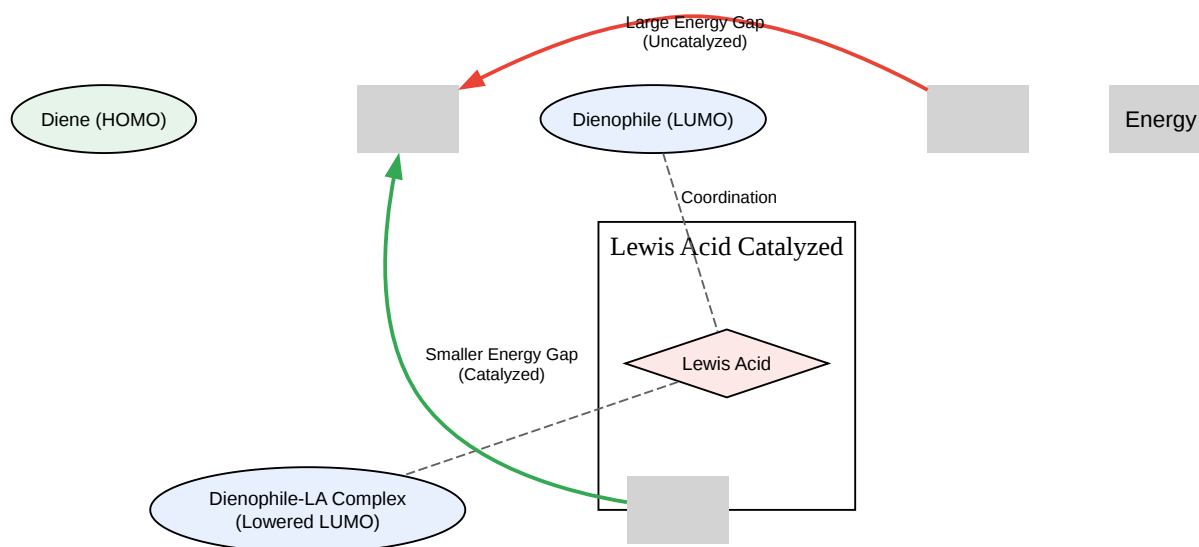 Large Energy Gap
(Uncatalyzed)
Diene (HOMO)
Dienophile (LUMO)
Energy
Coordination
Lewis Acid Catalyzed
Smaller Energy Gap
(Catalyzed)
Lewis Acid
Dienophile-LA Complex
(Lowered LUMO)